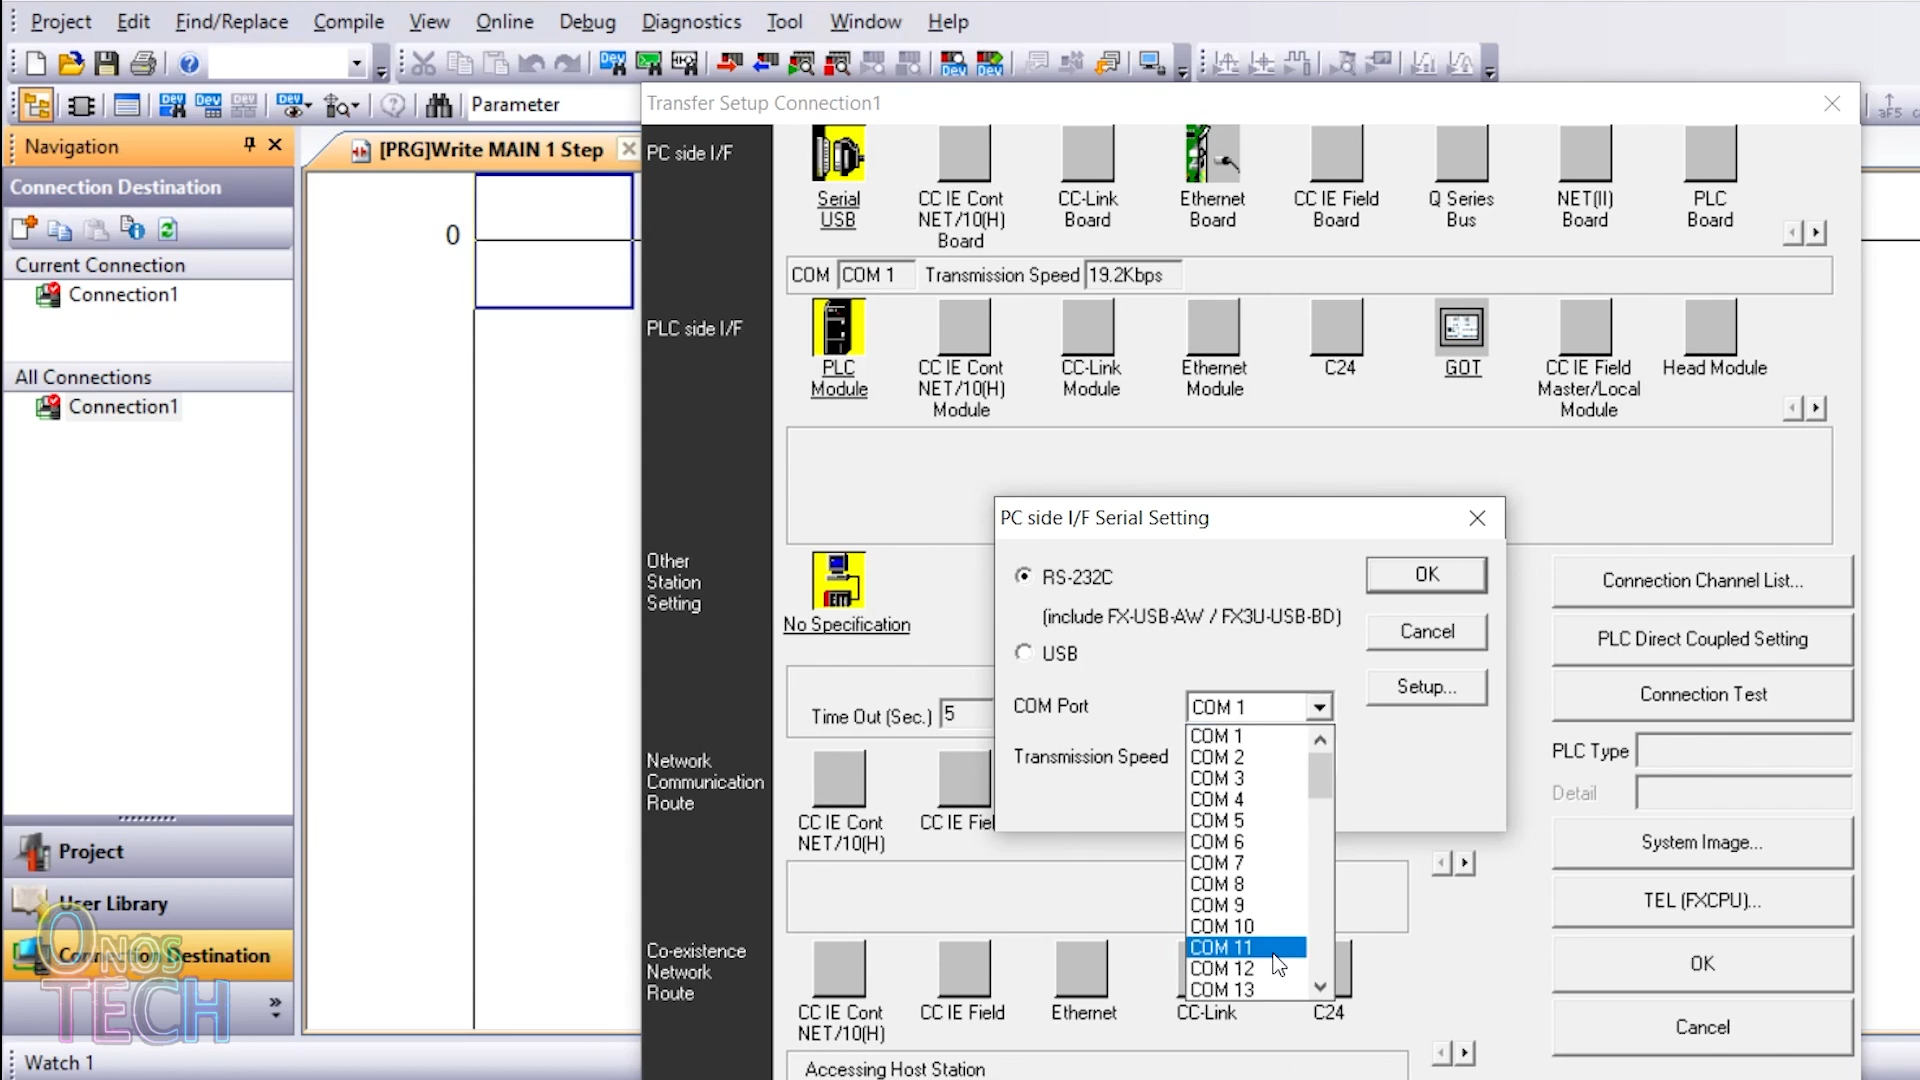 Project Edit Find/Replace Compile View Online Debug Diagnostics Tool Window Help
Parameter
Navigation
Connection Destination
Current Connection
Connection1
All Connections
Connection1
Project
User Library
Connection Destination
ONOS
TECH
Watch 1
[PRG]Write MAIN 1 Step
0
Transfer Setup Connection1
PC side I/F
Serial
USB
CC IE Cont
NET/10(H)
Board
CC-Link
Board
Ethernet
Board
CC IE Field
Board
Q Series
Bus
NET(II)
Board
PLC
Board
COM COM 1 Transmission Speed 19.2Kbps
PLC side I/F
PLC
Module
CC IE Cont
NET/10(H)
Module
CC-Link
Module
Ethernet
Module
C24
GOT
CC IE Field
Master/Local
Module
Head Module
Other
Station
Setting
No Specification
Time Out (Sec.) 5
Network
Communication
Route
CC IE Cont
NET/10(H)
CC IE Fiel
Co-existence
Network
Route
CC IE Cont
NET/10(H)
CC IE Field
Ethernet
CC-Link
C24
Accessing Host Station
PC side I/F Serial Setting
RS-232C
(include FX-USB-AW / FX3U-USB-BD)
USB
COM Port COM 1
Transmission Speed
COM 1
COM 2
COM 3
COM 4
COM 5
COM 6
COM 7
COM 8
COM 9
COM 10
COM 11
COM 12
COM 13
OK
Cancel
Setup...
Connection Channel List...
PLC Direct Coupled Setting
Connection Test
PLC Type
Detail
System Image...
TEL (FXCPU)...
OK
Cancel
aF5